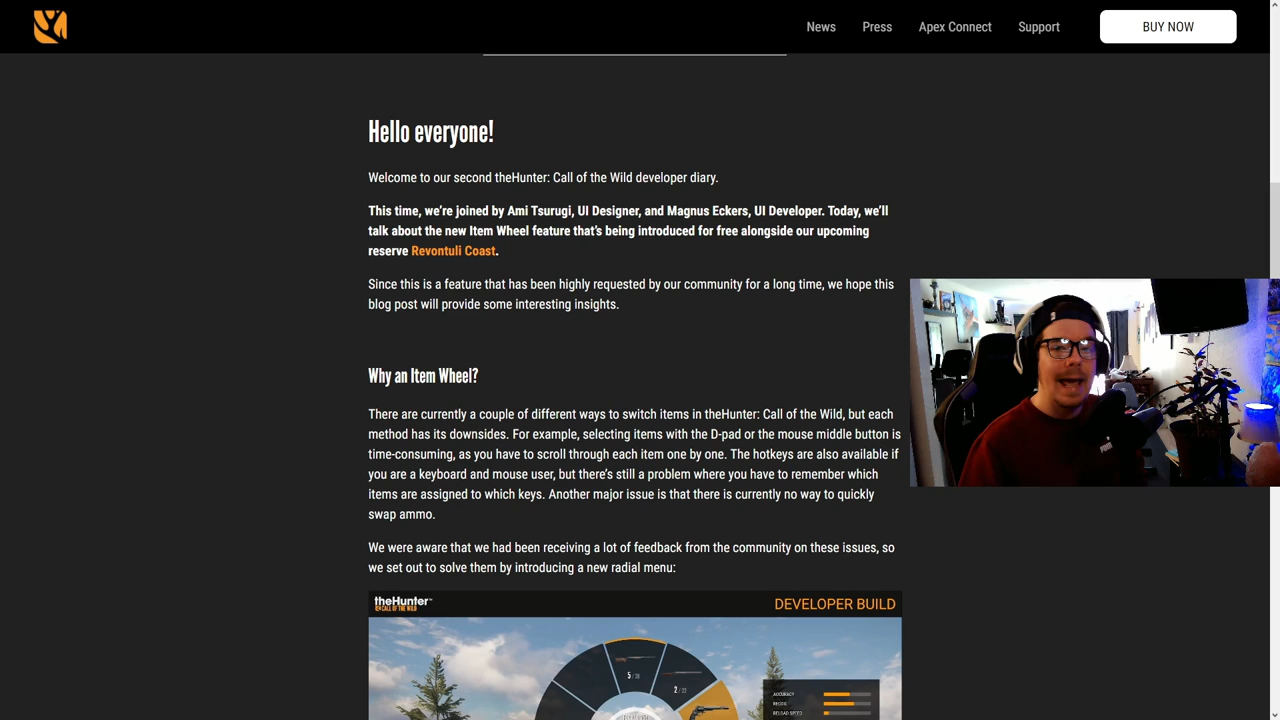 News Press Apex Connect Support BUY NOW
Hello everyone!
Welcome to our second theHunter: Call of the Wild developer diary.
This time, we’re joined by Ami Tsurugi, UI Designer, and Magnus Eckers, UI Developer. Today, we’ll
talk about the new Item Wheel feature that’s being introduced for free alongside our upcoming
reserve Revontuli Coast.
Since this is a feature that has been highly requested by our community for a long time, we hope this
blog post will provide some interesting insights.
Why an Item Wheel?
There are currently a couple of different ways to switch items in theHunter: Call of the Wild, but each
method has its downsides. For example, selecting items with the D-pad or the mouse middle button is
time-consuming, as you have to scroll through each item one by one. The hotkeys are also available if
you are a keyboard and mouse user, but there’s still a problem where you have to remember which
items are assigned to which keys. Another major issue is that there is currently no way to quickly
swap ammo.
We were aware that we had been receiving a lot of feedback from the community on these issues, so
we set out to solve them by introducing a new radial menu:
theHunter™
CALL OF THE WILD
DEVELOPER BUILD
ACCURACY
RECOIL
RELOAD SPEED